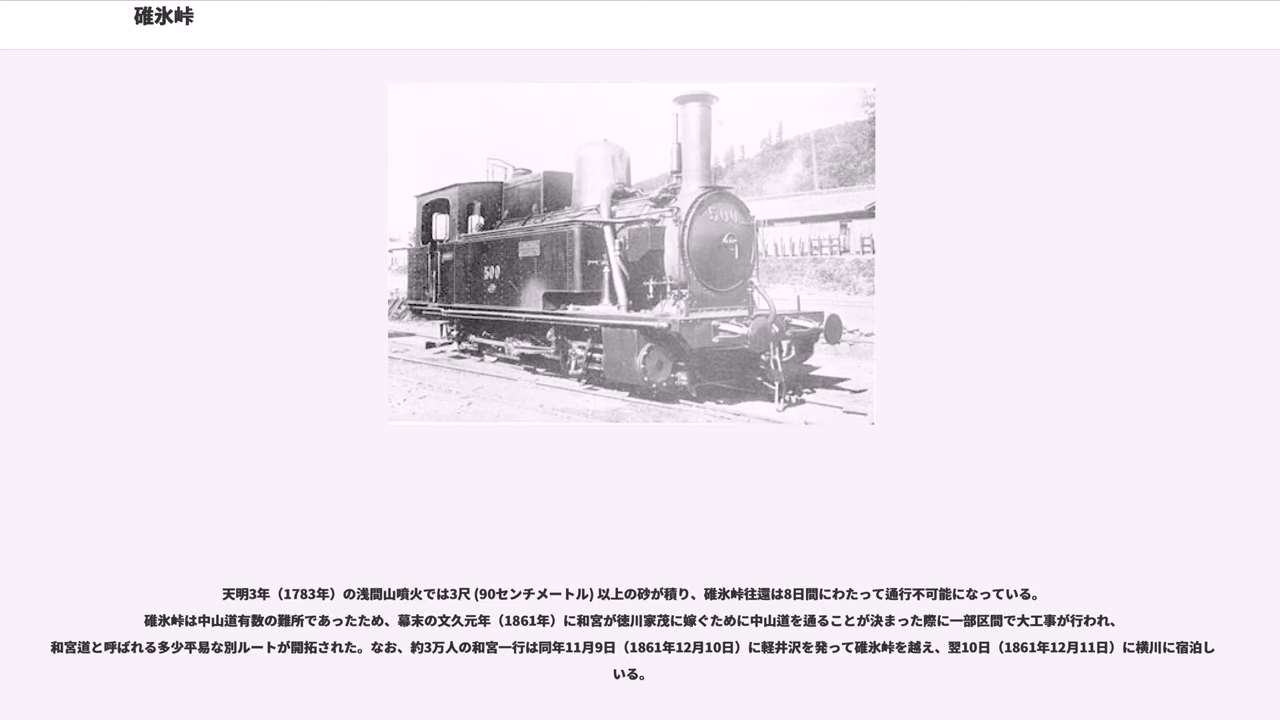 碓氷峠
500
500
天明3年（1783年）の浅間山噴火では3尺 (90センチメートル) 以上の砂が積り、碓氷峠往還は8日間にわたって通行不可能になっている。
碓氷峠は中山道有数の難所であったため、幕末の文久元年（1861年）に和宮が徳川家茂に嫁ぐために中山道を通ることが決まった際に一部区間で大工事が行われ、
和宮道と呼ばれる多少平易な別ルートが開拓された。なお、約3万人の和宮一行は同年11月9日（1861年12月10日）に軽井沢を発って碓氷峠を越え、翌10日（1861年12月11日）に横川に宿泊し
いる。